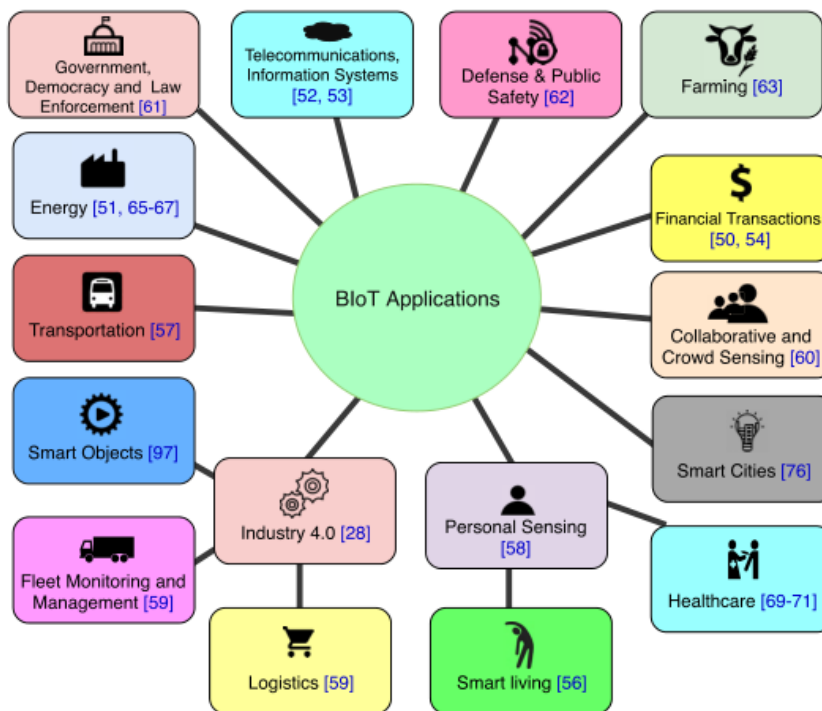 Government,
Democracy and Law
Enforcement [61]
Telecommunications,
Information Systems
[52, 53]
Defense & Public
Safety [62]
Farming [63]
Energy [51, 65-67]
Financial Transactions
[50, 54]
BIoT Applications
Transportation [57]
Collaborative and
Crowd Sensing [60]
Smart Objects [97]
Smart Cities [76]
Industry 4.0 [28]
Personal Sensing
[58]
Fleet Monitoring and
Management [59]
Healthcare [69-71]
Logistics [59]
Smart living [56]